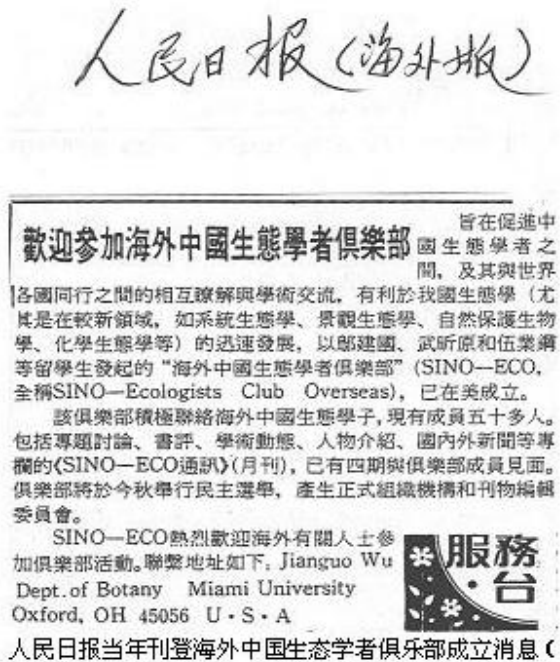 人民日报(海外版)
歡迎參加海外中國生態學者俱樂部
旨在促進中
國生態學者之
間，及其與世界
各國同行之間的相互瞭解與學術交流，有利於我國生態學（尤
其是在較新領域，如系統生態學、景觀生態學、自然保護生物
學、化學生態學等）的迅速發展，以鄔建國、武昕原和伍業綱
等留學生發起的“海外中國生態學者俱樂部”(SINO—ECO,
全稱SINO—Ecologists Club Overseas)，已在美成立。
該俱樂部積極聯絡海外中國生態學子，現有成員五十多人。
包括專題討論、書評、學術動態、人物介紹、國內外新聞等專
欄的《SINO—ECO通訊》(月刊)，已有四期與俱樂部成員見面。
俱樂部將於今秋舉行民主選舉，產生正式組織機構和刊物編輯
委員會。
SINO—ECO熱烈歡迎海外有關人士參
加俱樂部活動。聯繫地址如下：Jianguo Wu
Dept. of Botany Miami University
Oxford, OH 45056 U·S·A
服務
·台
人民日报当年刊登海外中国生态学者俱乐部成立消息（